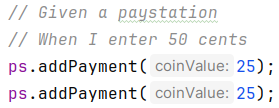 // Given a paystation
// When I enter 50 cents
ps.addPayment( coinValue: 25);
ps.addPayment( coinValue: 25);